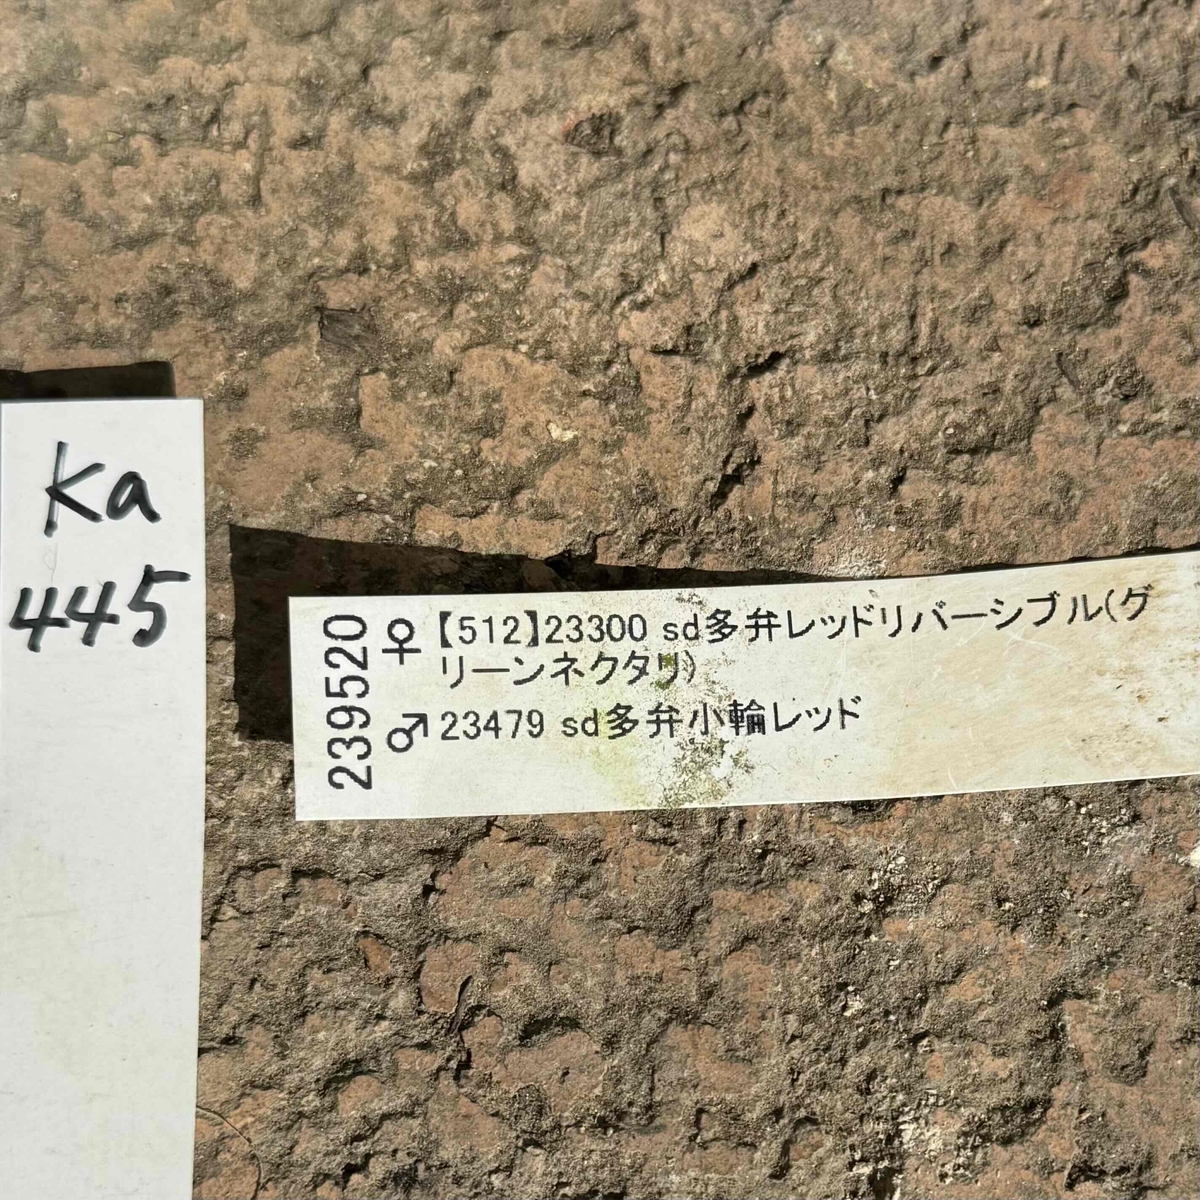 Ka
445
239520
♀【512】23300 sd多弁レッドリバーシブル(グ
リーンネクタリ)
♂23479 sd多弁小輪レッド